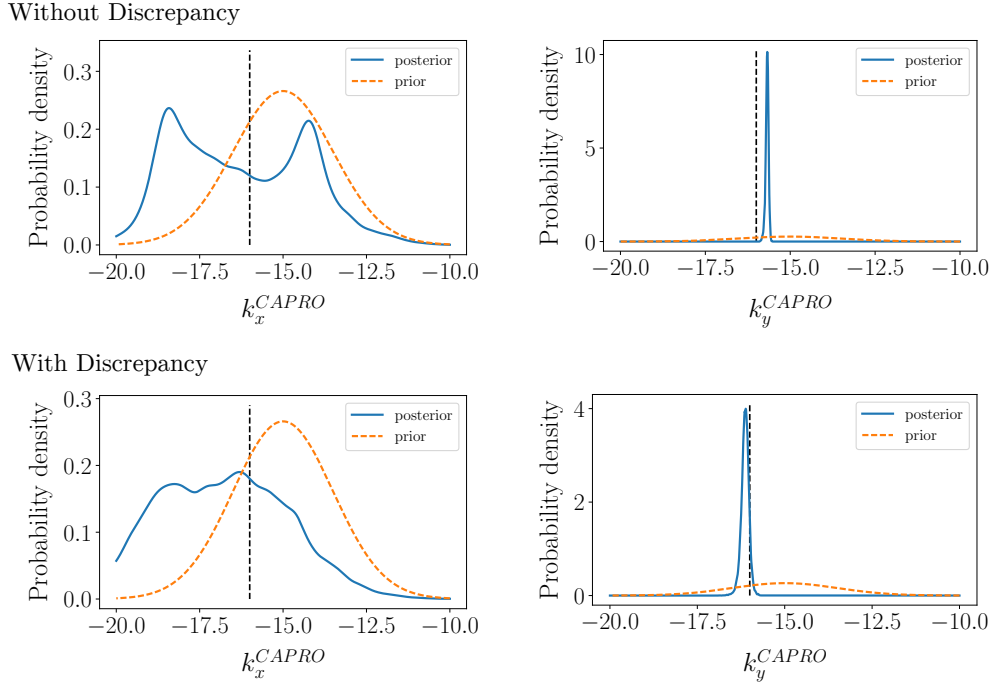 Without Discrepancy
0.3
0.2
0.1
0.0
Probability density
posterior
prior
−20.0 −17.5 −15.0 −12.5 −10.0
k_x^{CAPRO}
10
5
0
Probability density
posterior
prior
−20.0 −17.5 −15.0 −12.5 −10.0
k_y^{CAPRO}
With Discrepancy
0.3
0.2
0.1
0.0
Probability density
posterior
prior
−20.0 −17.5 −15.0 −12.5 −10.0
k_x^{CAPRO}
4
2
0
Probability density
posterior
prior
−20.0 −17.5 −15.0 −12.5 −10.0
k_y^{CAPRO}